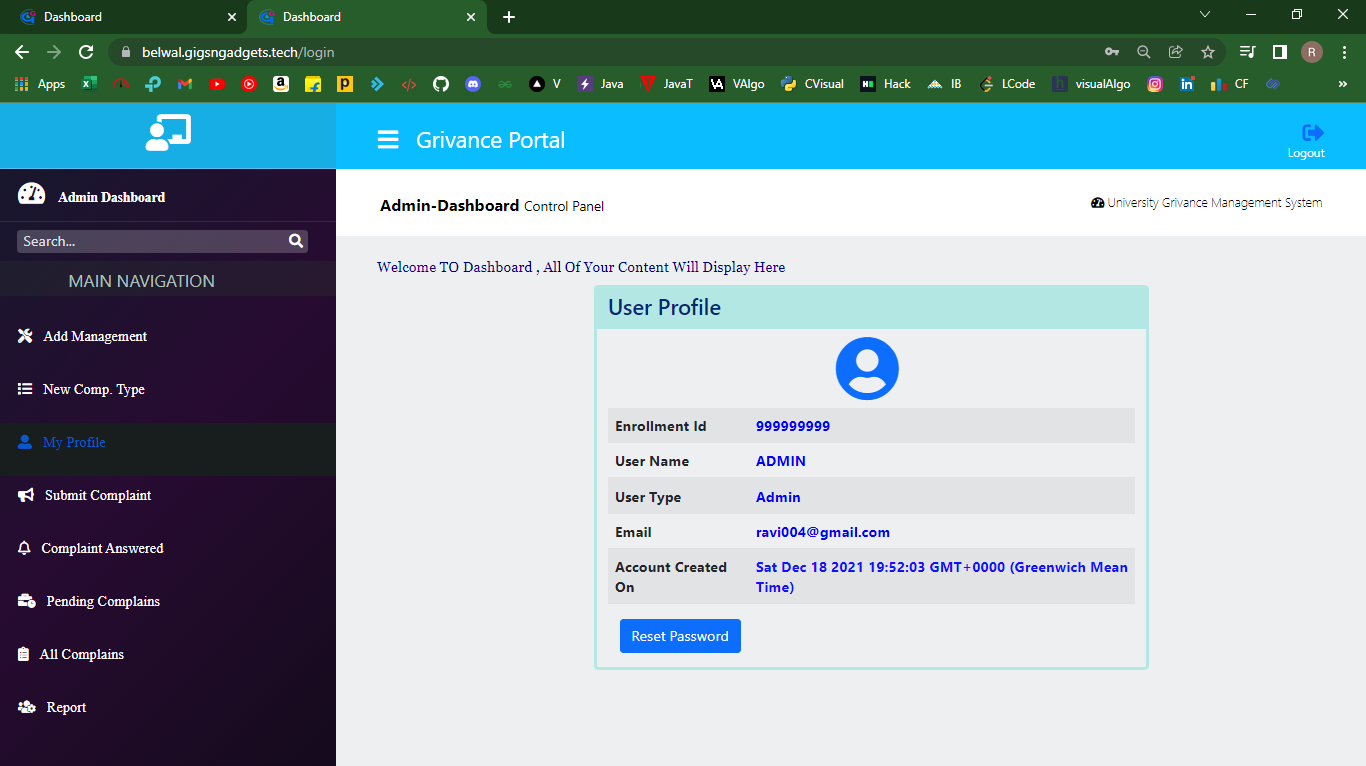 Dashboard
Dashboard
belwal.gigsngadgets.tech/login
R
Apps
V
Java
JavaT
VAlgo
CVisual
Hack
IB
LCode
visualAlgo
CF
»
Grivance Portal
Logout
Admin Dashboard
Admin-Dashboard Control Panel
University Grivance Management System
Search...
MAIN NAVIGATION
Add Management
New Comp. Type
My Profile
Submit Complaint
Complaint Answered
Pending Complains
All Complains
Report
Welcome TO Dashboard , All Of Your Content Will Display Here
User Profile
Enrollment Id 999999999
User Name ADMIN
User Type Admin
Email ravi004@gmail.com
Account Created On Sat Dec 18 2021 19:52:03 GMT+0000 (Greenwich Mean Time)
Reset Password